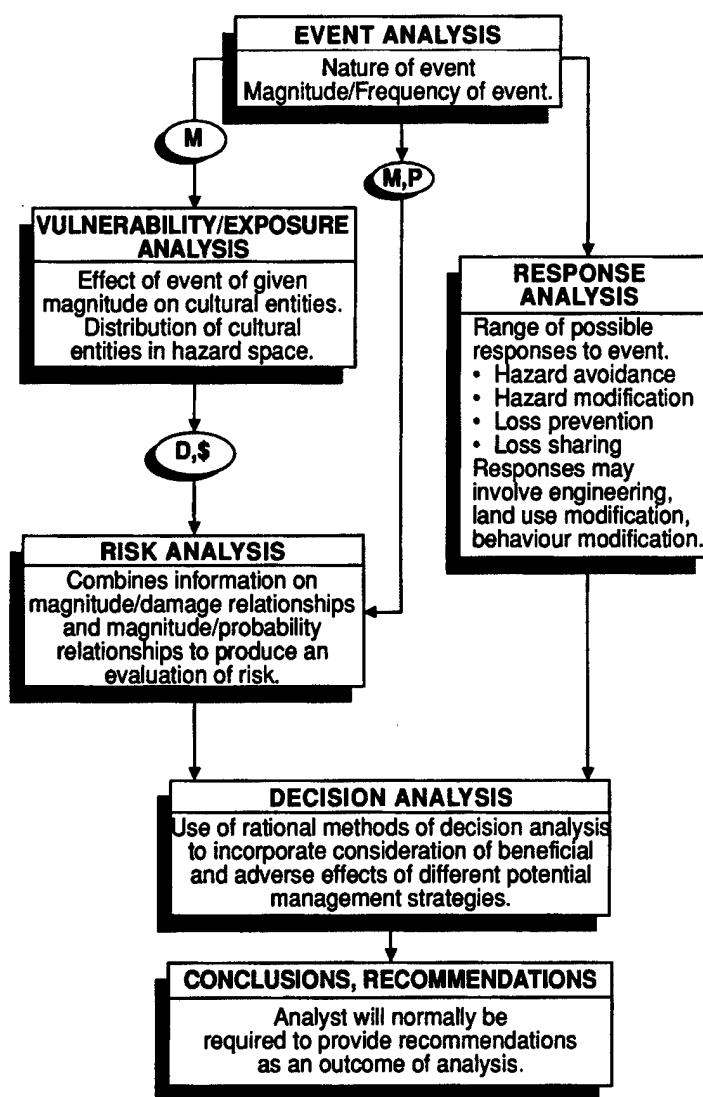 EVENT ANALYSIS
Nature of event
Magnitude/Frequency of event.
M
M,P
VULNERABILITY/EXPOSURE
ANALYSIS
Effect of event of given
magnitude on cultural entities.
Distribution of cultural
entities in hazard space.
RESPONSE
ANALYSIS
Range of possible
responses to event.
• Hazard avoidance
• Hazard modification
• Loss prevention
• Loss sharing
Responses may
involve engineering,
land use modification,
behaviour modification.
D,$
RISK ANALYSIS
Combines information on
magnitude/damage relationships
and magnitude/probability
relationships to produce an
evaluation of risk.
DECISION ANALYSIS
Use of rational methods of decision analysis
to incorporate consideration of beneficial
and adverse effects of different potential
management strategies.
CONCLUSIONS, RECOMMENDATIONS
Analyst will normally be
required to provide recommendations
as an outcome of analysis.